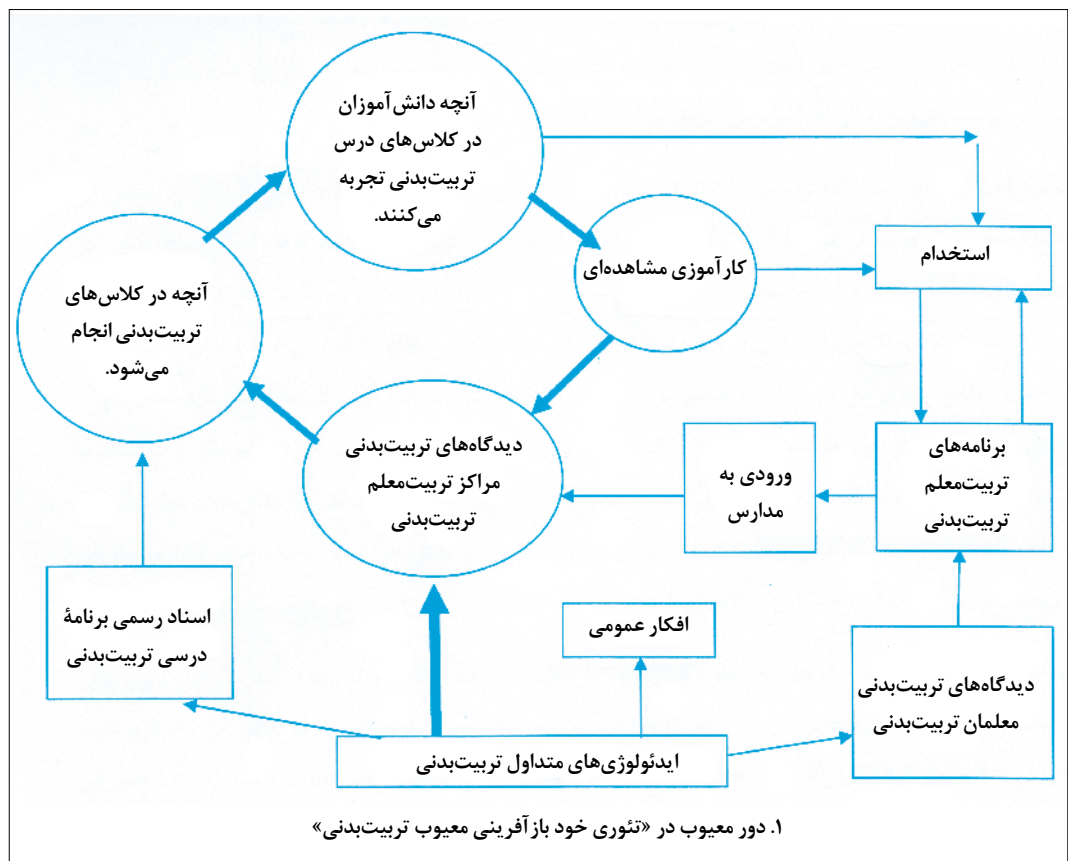 آنچه دانش‌آموزان
در کلاس‌های درس
تربیت‌بدنی تجربه
می‌کنند.
کارآموزی مشاهده‌ای
استخدام
آنچه در کلاس‌های
تربیت‌بدنی انجام
می‌شود.
دیدگاه‌های تربیت‌بدنی
مراکز تربیت‌معلم
تربیت‌بدنی
ورودی به
مدارس
برنامه‌های
تربیت‌معلم
تربیت‌بدنی
اسناد رسمی برنامهٔ
درسی تربیت‌بدنی
افکار عمومی
دیدگاه‌های تربیت‌بدنی
معلمان تربیت‌بدنی
ایدئولوژی‌های متداول تربیت‌بدنی
۱. دور معیوب در «تئوری خود بازآفرینی معیوب تربیت‌بدنی»